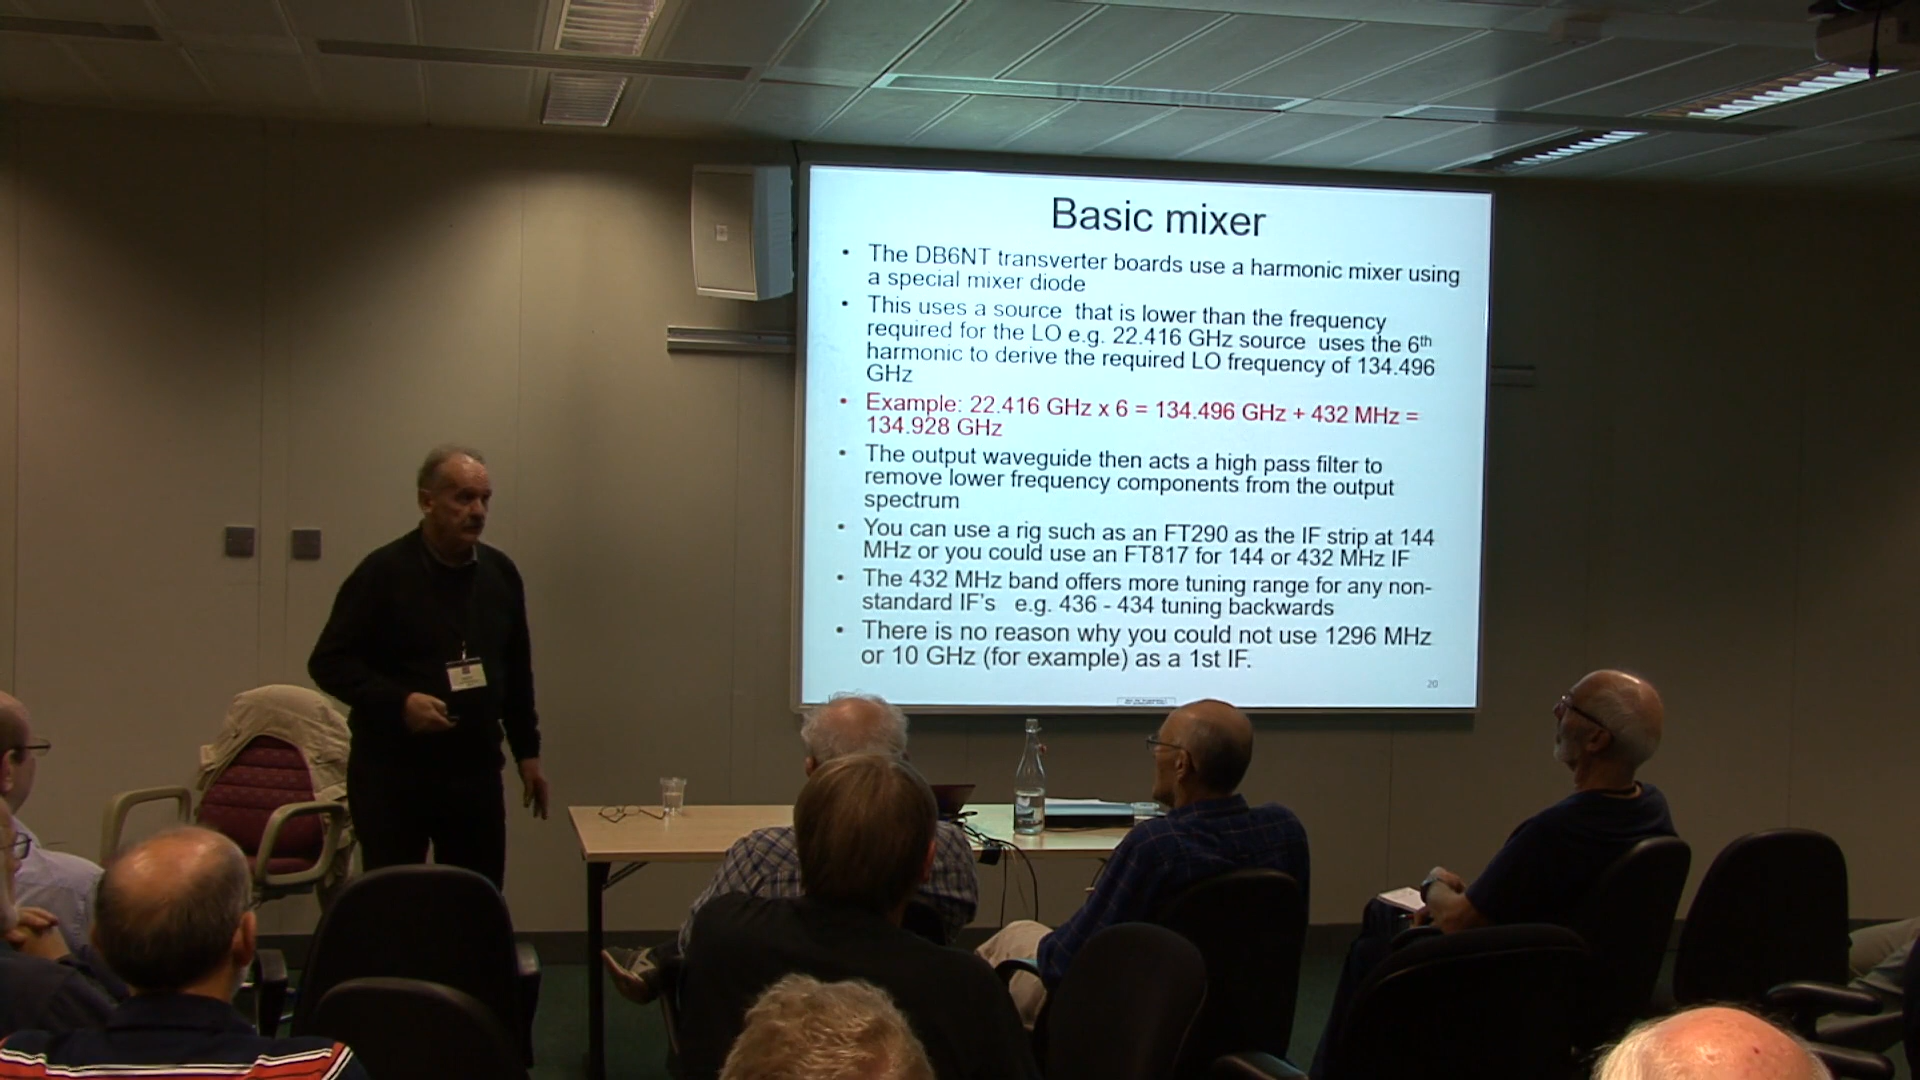 Basic mixer
• The DB6NT transverter boards use a harmonic mixer using
a special mixer diode
• This uses a source that is lower than the frequency
required for the LO e.g. 22.416 GHz source uses the 6th
harmonic to derive the required LO frequency of 134.496
GHz
• Example: 22.416 GHz x 6 = 134.496 GHz + 432 MHz =
134.928 GHz
• The output waveguide then acts a high pass filter to
remove lower frequency components from the output
spectrum
• You can use a rig such as an FT290 as the IF strip at 144
MHz or you could use an FT817 for 144 or 432 MHz IF
• The 432 MHz band offers more tuning range for any non-
standard IF's e.g. 436 - 434 tuning backwards
• There is no reason why you could not use 1296 MHz
or 10 GHz (for example) as a 1st IF.
20